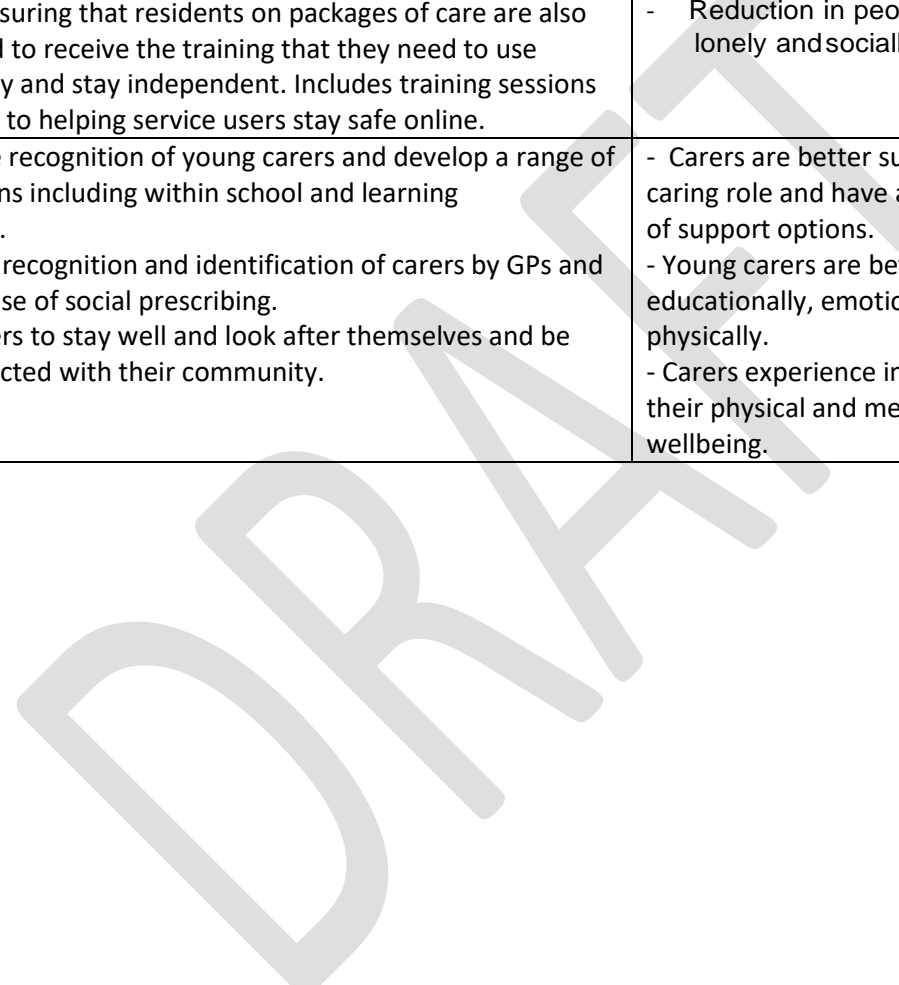 suring that residents on packages of care are also
d to receive the training that they need to use
y and stay independent. Includes training sessions
to helping service users stay safe online.
- Reduction in peo
lonely andsociall
e recognition of young carers and develop a range of
ns including within school and learning
.
recognition and identification of carers by GPs and
se of social prescribing.
rs to stay well and look after themselves and be
cted with their community.
- Carers are better su
caring role and have a
of support options.
- Young carers are be
educationally, emotio
physically.
- Carers experience in
their physical and me
wellbeing.
DRAFT